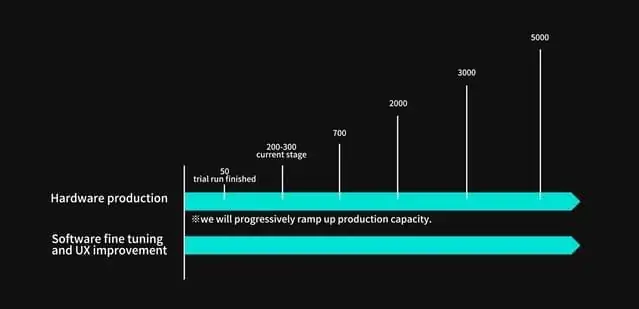 5000
3000
2000
700
200-300
current stage
50
trial run finished
Hardware production
※we will progressively ramp up production capacity.
Software fine tuning
and UX improvement